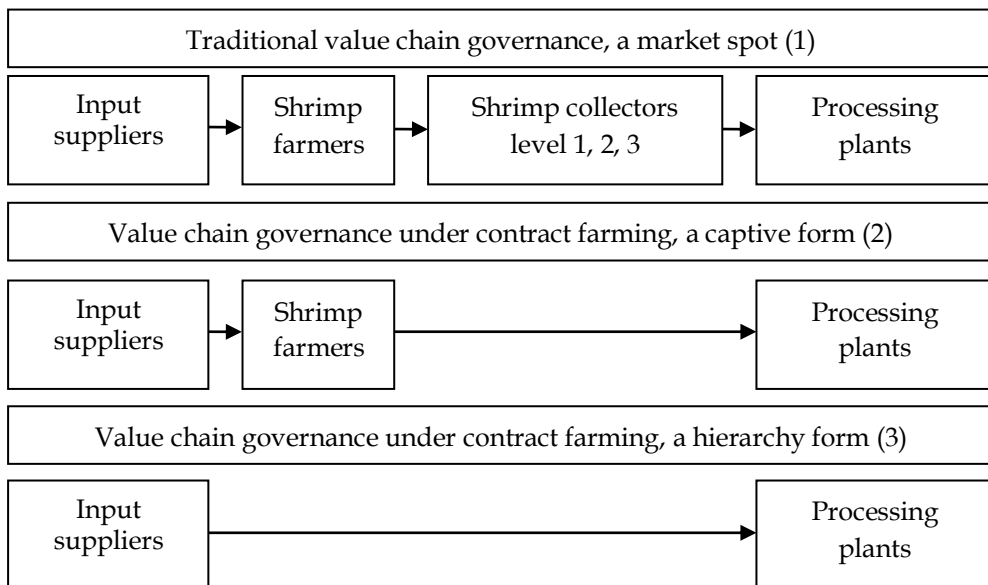 Traditional value chain governance, a market spot (1)
Input
suppliers
Shrimp
farmers
Shrimp collectors
level 1, 2, 3
Processing
plants
Value chain governance under contract farming, a captive form (2)
Input
suppliers
Shrimp
farmers
Processing
plants
Value chain governance under contract farming, a hierarchy form (3)
Input
suppliers
Processing
plants